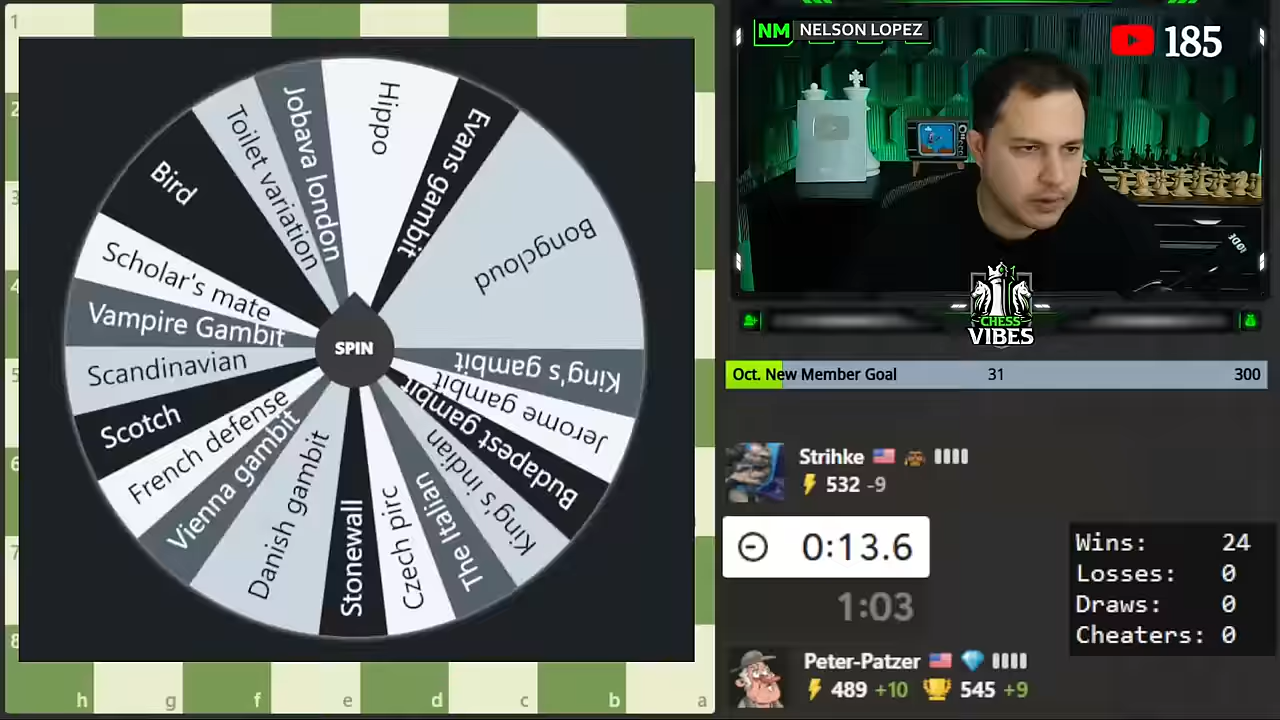 1
2
3
4
5
6
7
8
h
g
f
e
d
c
b
a
Hippo
Evans gambit
Bongcloud
King's gambit
Jerome gambit
Budapest gambit
King's indian
The Italian
Czech pirc
Stonewall
Danish gambit
Vienna gambit
French defense
Scotch
Scandinavian
Vampire Gambit
Scholar's mate
Bird
Toilet variation
Jobava london
SPIN
NM NELSON LOPEZ
185
CHESS
VIBES
Oct. New Member Goal 31 300
Strihke
532 -9
0:13.6
1:03
Peter-Patzer
489 +10 545 +9
Wins: 24
Losses: 0
Draws: 0
Cheaters: 0